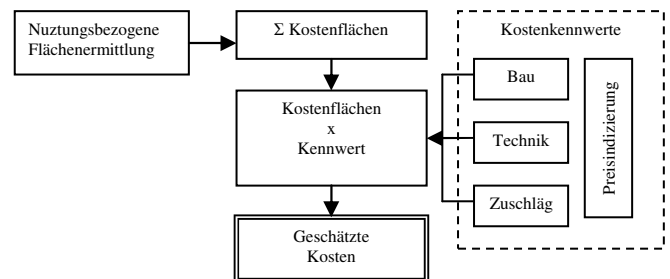 Nuztungsbezogene
Flächenermittlung
Σ Kostenflächen
Kostenflächen
x
Kennwert
Geschätzte
Kosten
Kostenkennwerte
Bau
Technik
Zuschläg
Preisindizierung